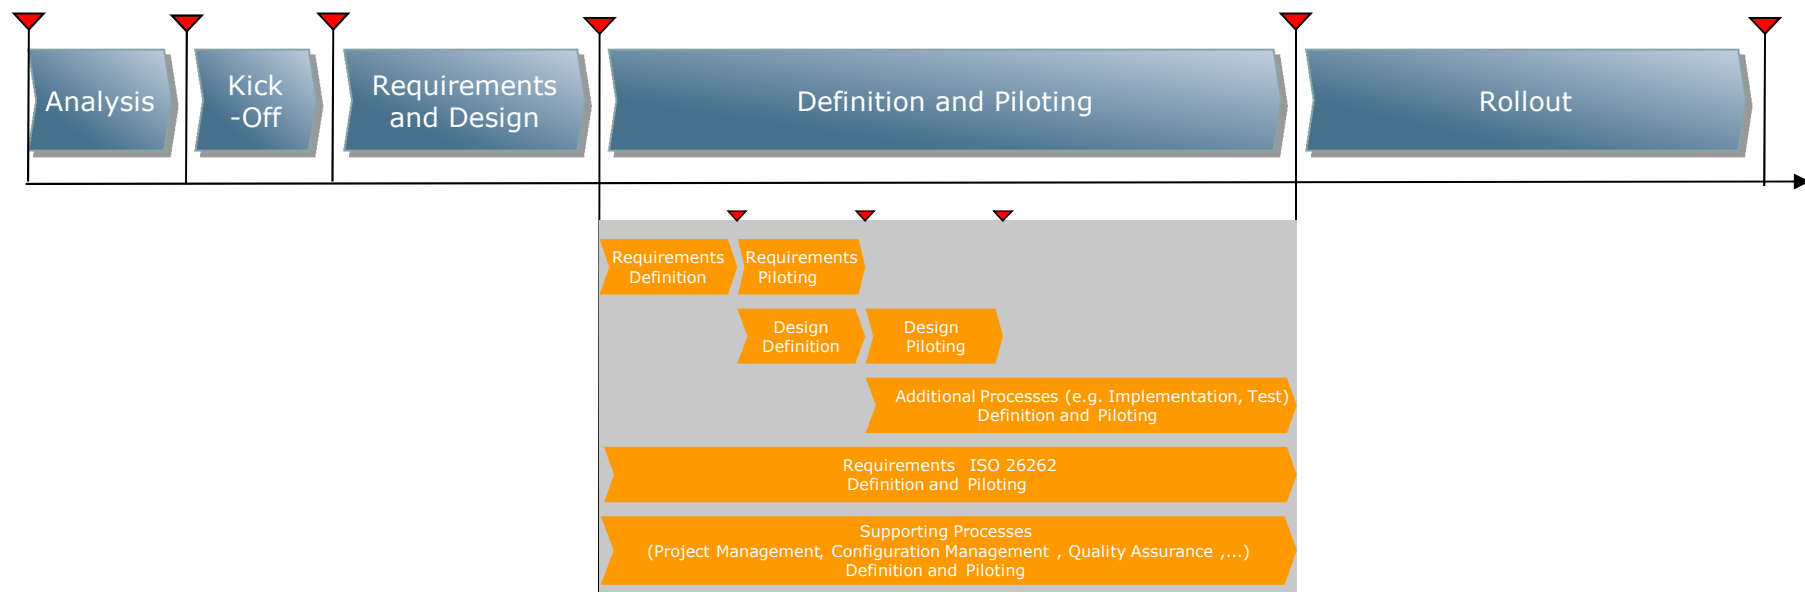 Analysis
Kick
-Off
Requirements
and Design
Definition and Piloting
Rollout
Requirements
Definition
Requirements
Piloting
Design
Definition
Design
Piloting
Additional Processes (e.g. Implementation, Test)
Definition and Piloting
Requirements ISO 26262
Definition and Piloting
Supporting Processes
(Project Management, Configuration Management , Quality Assurance ,...)
Definition and Piloting